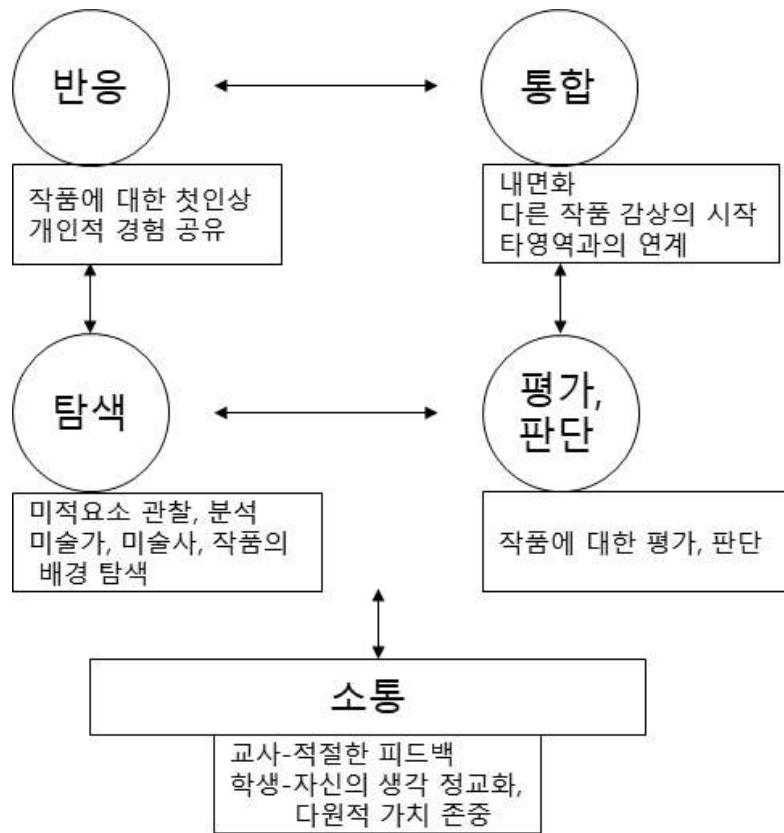 반응
통합
작품에 대한 첫인상
개인적 경험 공유
내면화
다른 작품 감상의 시작
타영역과의 연계
탐색
평가,
판단
미적요소 관찰, 분석
미술가, 미술사, 작품의
배경 탐색
작품에 대한 평가, 판단
소통
교사-적절한 피드백
학생-자신의 생각 정교화,
다원적 가치 존중